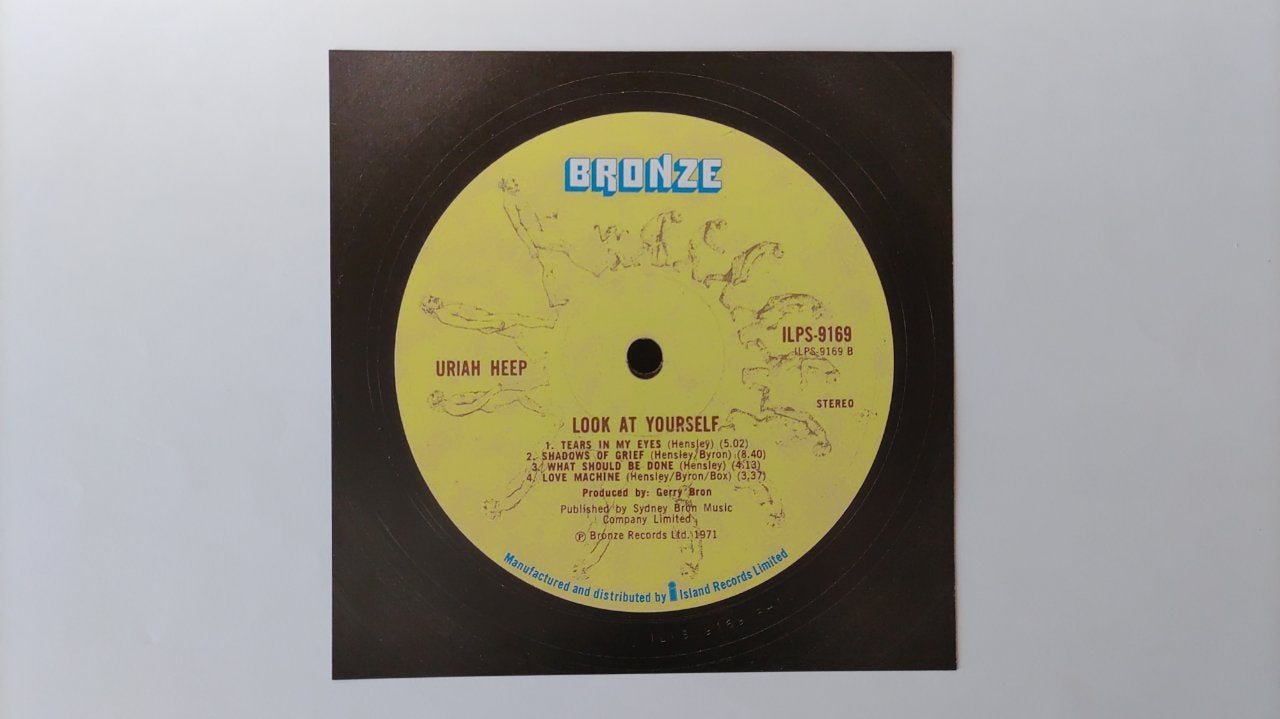 BRONZE
ILPS-9169
ILPS-9169 B
URIAH HEEP
STEREO
LOOK AT YOURSELF
1. TEARS IN MY EYES (Hensley) (5.02)
2. SHADOWS OF GRIEF (Hensley/Byron) (8.40)
3. WHAT SHOULD BE DONE (Hensley) (4.13)
4. LOVE MACHINE (Hensley/Byron/Box) (3.37)
Produced by: Gerry Bron
Published by Sydney Bron Music
Company Limited
Ⓟ Bronze Records Ltd. 1971
Manufactured and distributed by i Island Records Limited